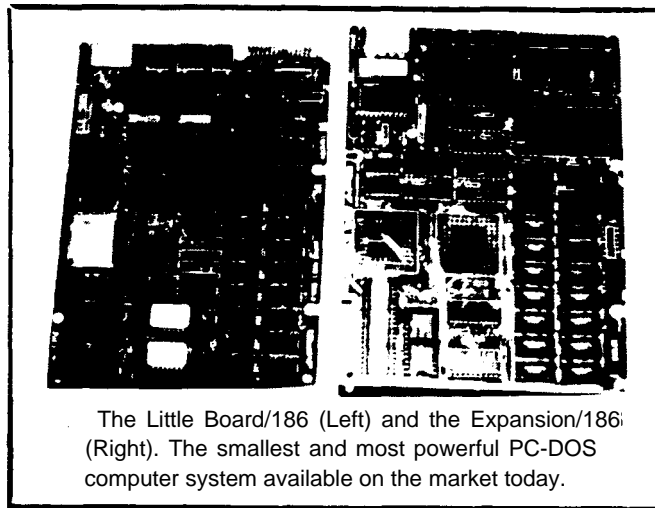 The Little Board/186 (Left) and the Expansion/186
(Right). The smallest and most powerful PC-DOS
computer system available on the market today.